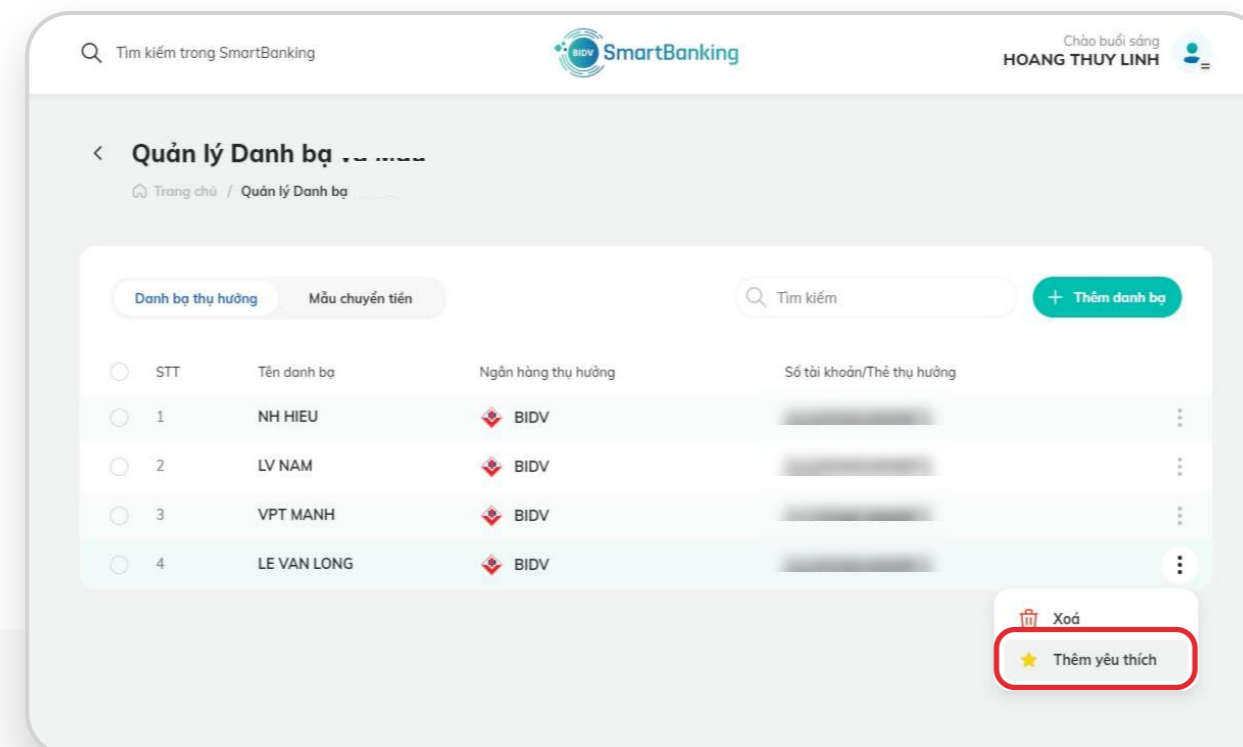 Tìm kiếm trong SmartBanking
BIDV SmartBanking
Chào buổi sáng
HOANG THUY LINH
Quản lý Danh bạ
Trang chủ / Quản lý Danh bạ
Danh bạ thụ hưởng Mẫu chuyển tiền Tìm kiếm + Thêm danh bạ
STT Tên danh bạ Ngân hàng thụ hưởng Số tài khoản/Thẻ thụ hưởng
1 NH HIEU BIDV
2 LV NAM BIDV
3 VPT MANH BIDV
4 LE VAN LONG BIDV
Xoá
Thêm yêu thích